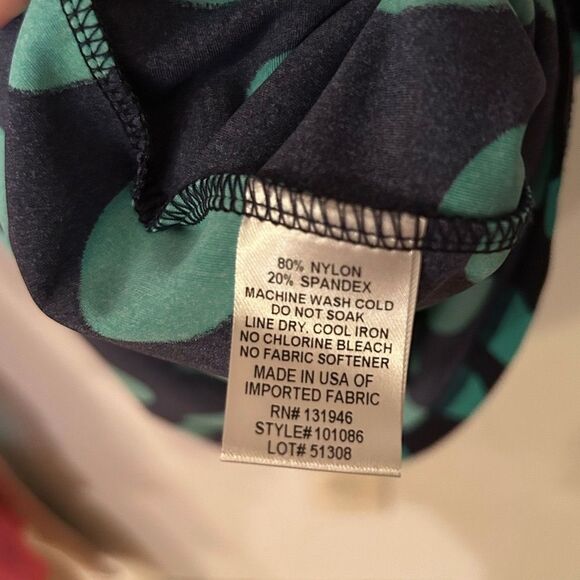 80% NYLON
20% SPANDEX
MACHINE WASH COLD
DO NOT SOAK
LINE DRY. COOL IRON
NO CHLORINE BLEACH
NO FABRIC SOFTENER
MADE IN USA OF
IMPORTED FABRIC
RN# 131946
STYLE#101086
LOT# 51308